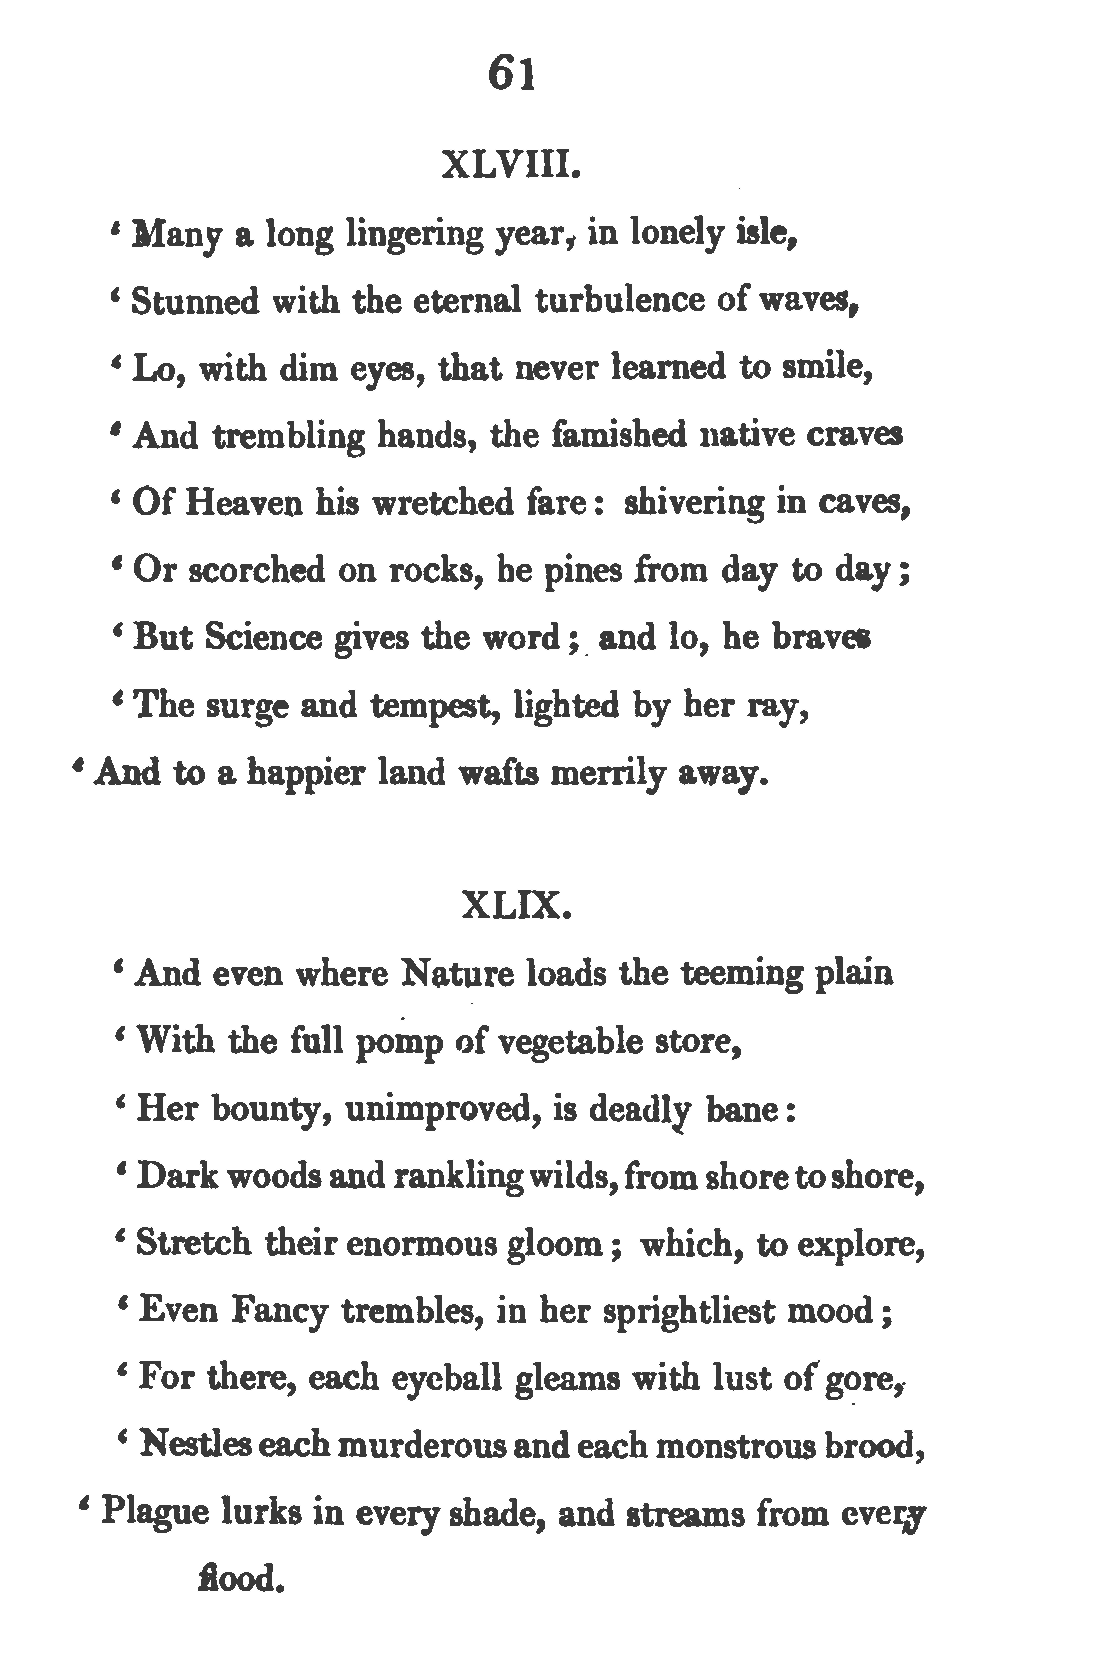 61
XLVIII.
‘ Many a long lingering year, in lonely isle,
‘ Stunned with the eternal turbulence of waves,
‘ Lo, with dim eyes, that never learned to smile,
‘ And trembling hands, the famished native craves
‘ Of Heaven his wretched fare : shivering in caves,
‘ Or scorched on rocks, he pines from day to day ;
‘ But Science gives the word ; and lo, he braves
‘ The surge and tempest, lighted by her ray,
‘ And to a happier land wafts merrily away.
XLIX.
‘ And even where Nature loads the teeming plain
‘ With the full pomp of vegetable store,
‘ Her bounty, unimproved, is deadly bane :
‘ Dark woods and rankling wilds, from shore to shore,
‘ Stretch their enormous gloom ; which, to explore,
‘ Even Fancy trembles, in her sprightliest mood ;
‘ For there, each eyeball gleams with lust of gore,
‘ Nestles each murderous and each monstrous brood,
‘ Plague lurks in every shade, and streams from every
flood.